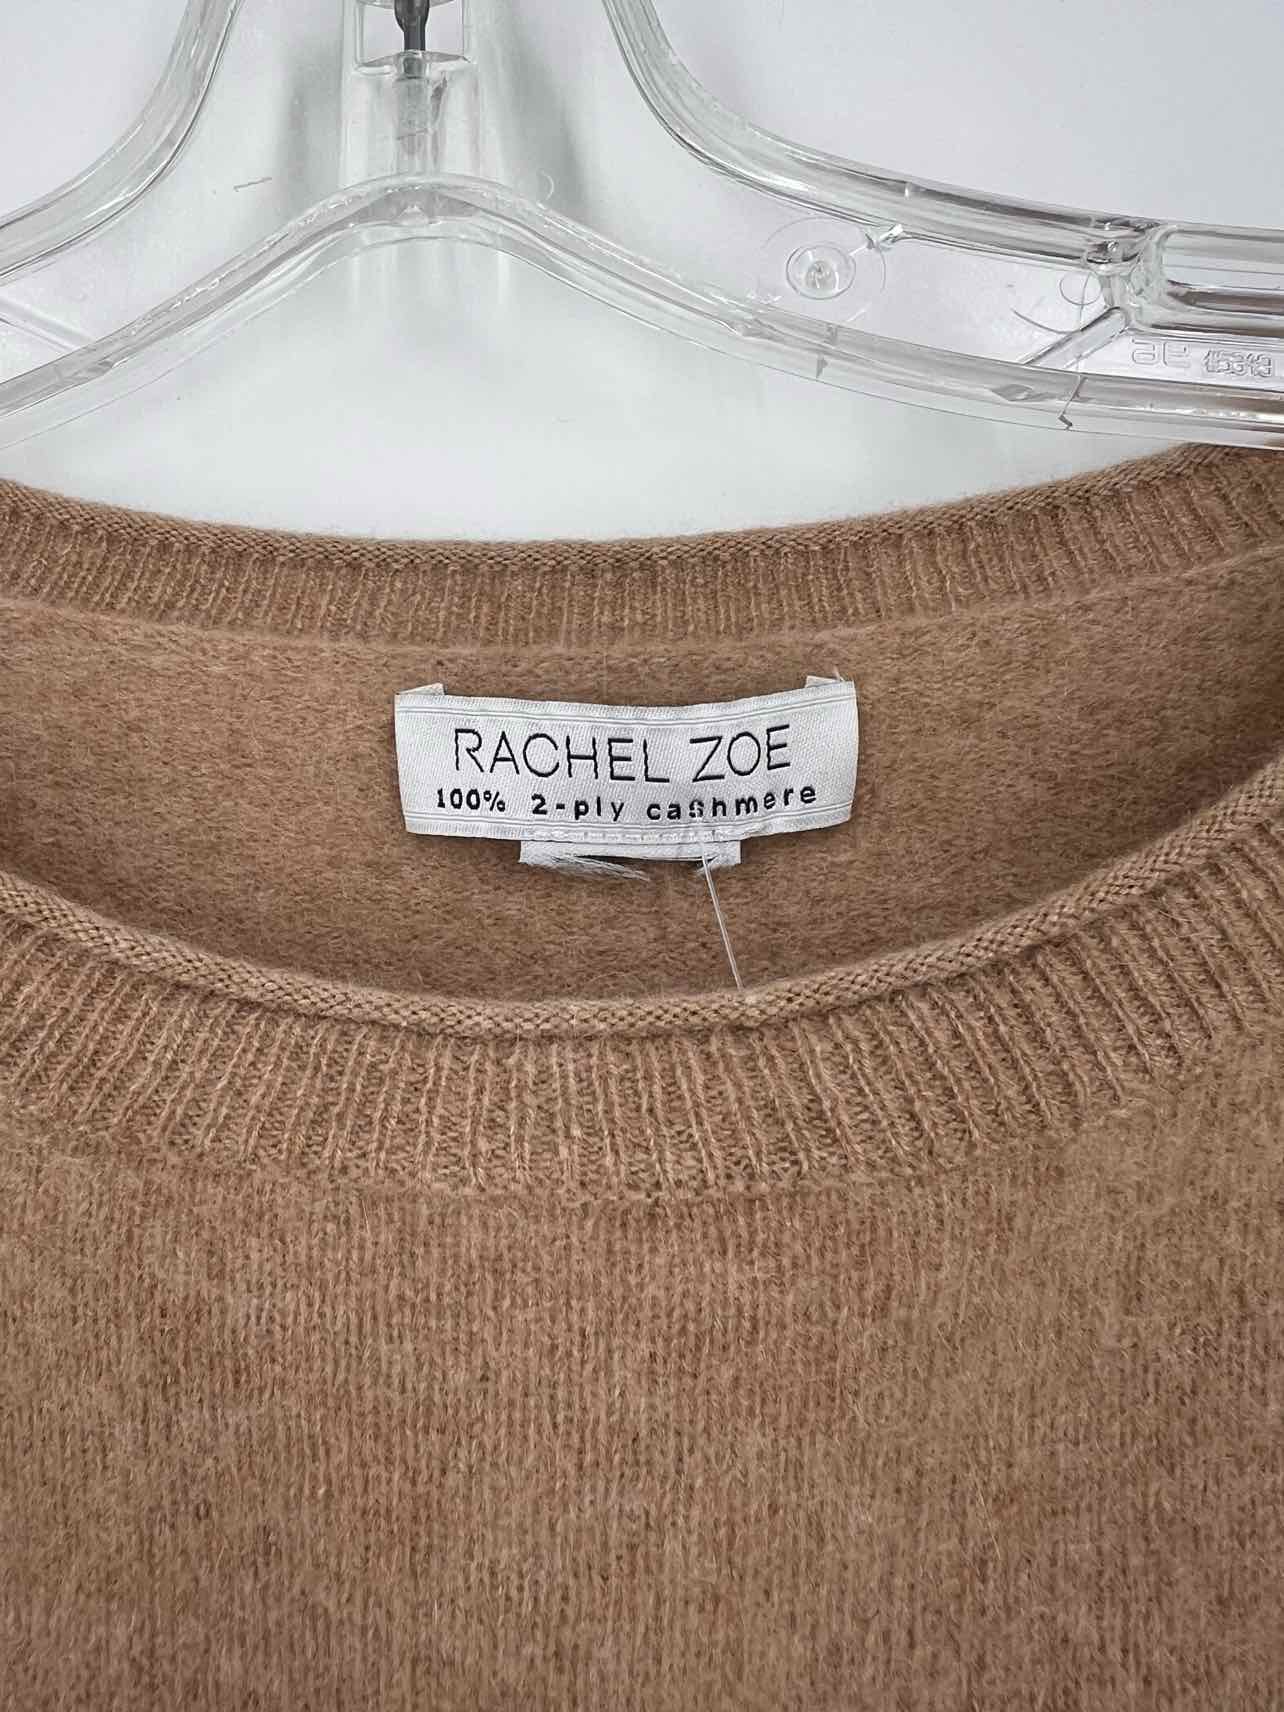 RACHEL ZOE
100% 2-ply cashmere